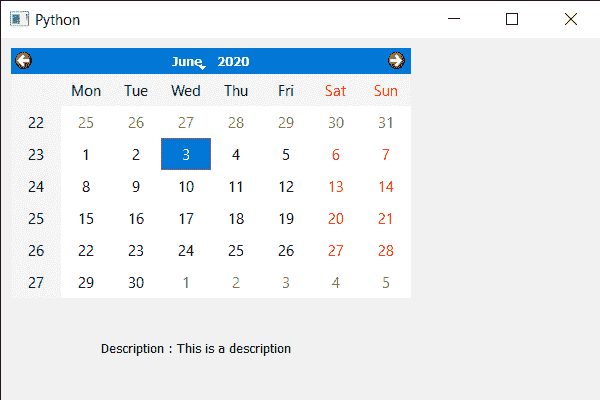 Python
June 2020
Mon Tue Wed Thu Fri Sat Sun
22 25 26 27 28 29 30 31
23 1 2 3 4 5 6 7
24 8 9 10 11 12 13 14
25 15 16 17 18 19 20 21
26 22 23 24 25 26 27 28
27 29 30 1 2 3 4 5
Description : This is a description